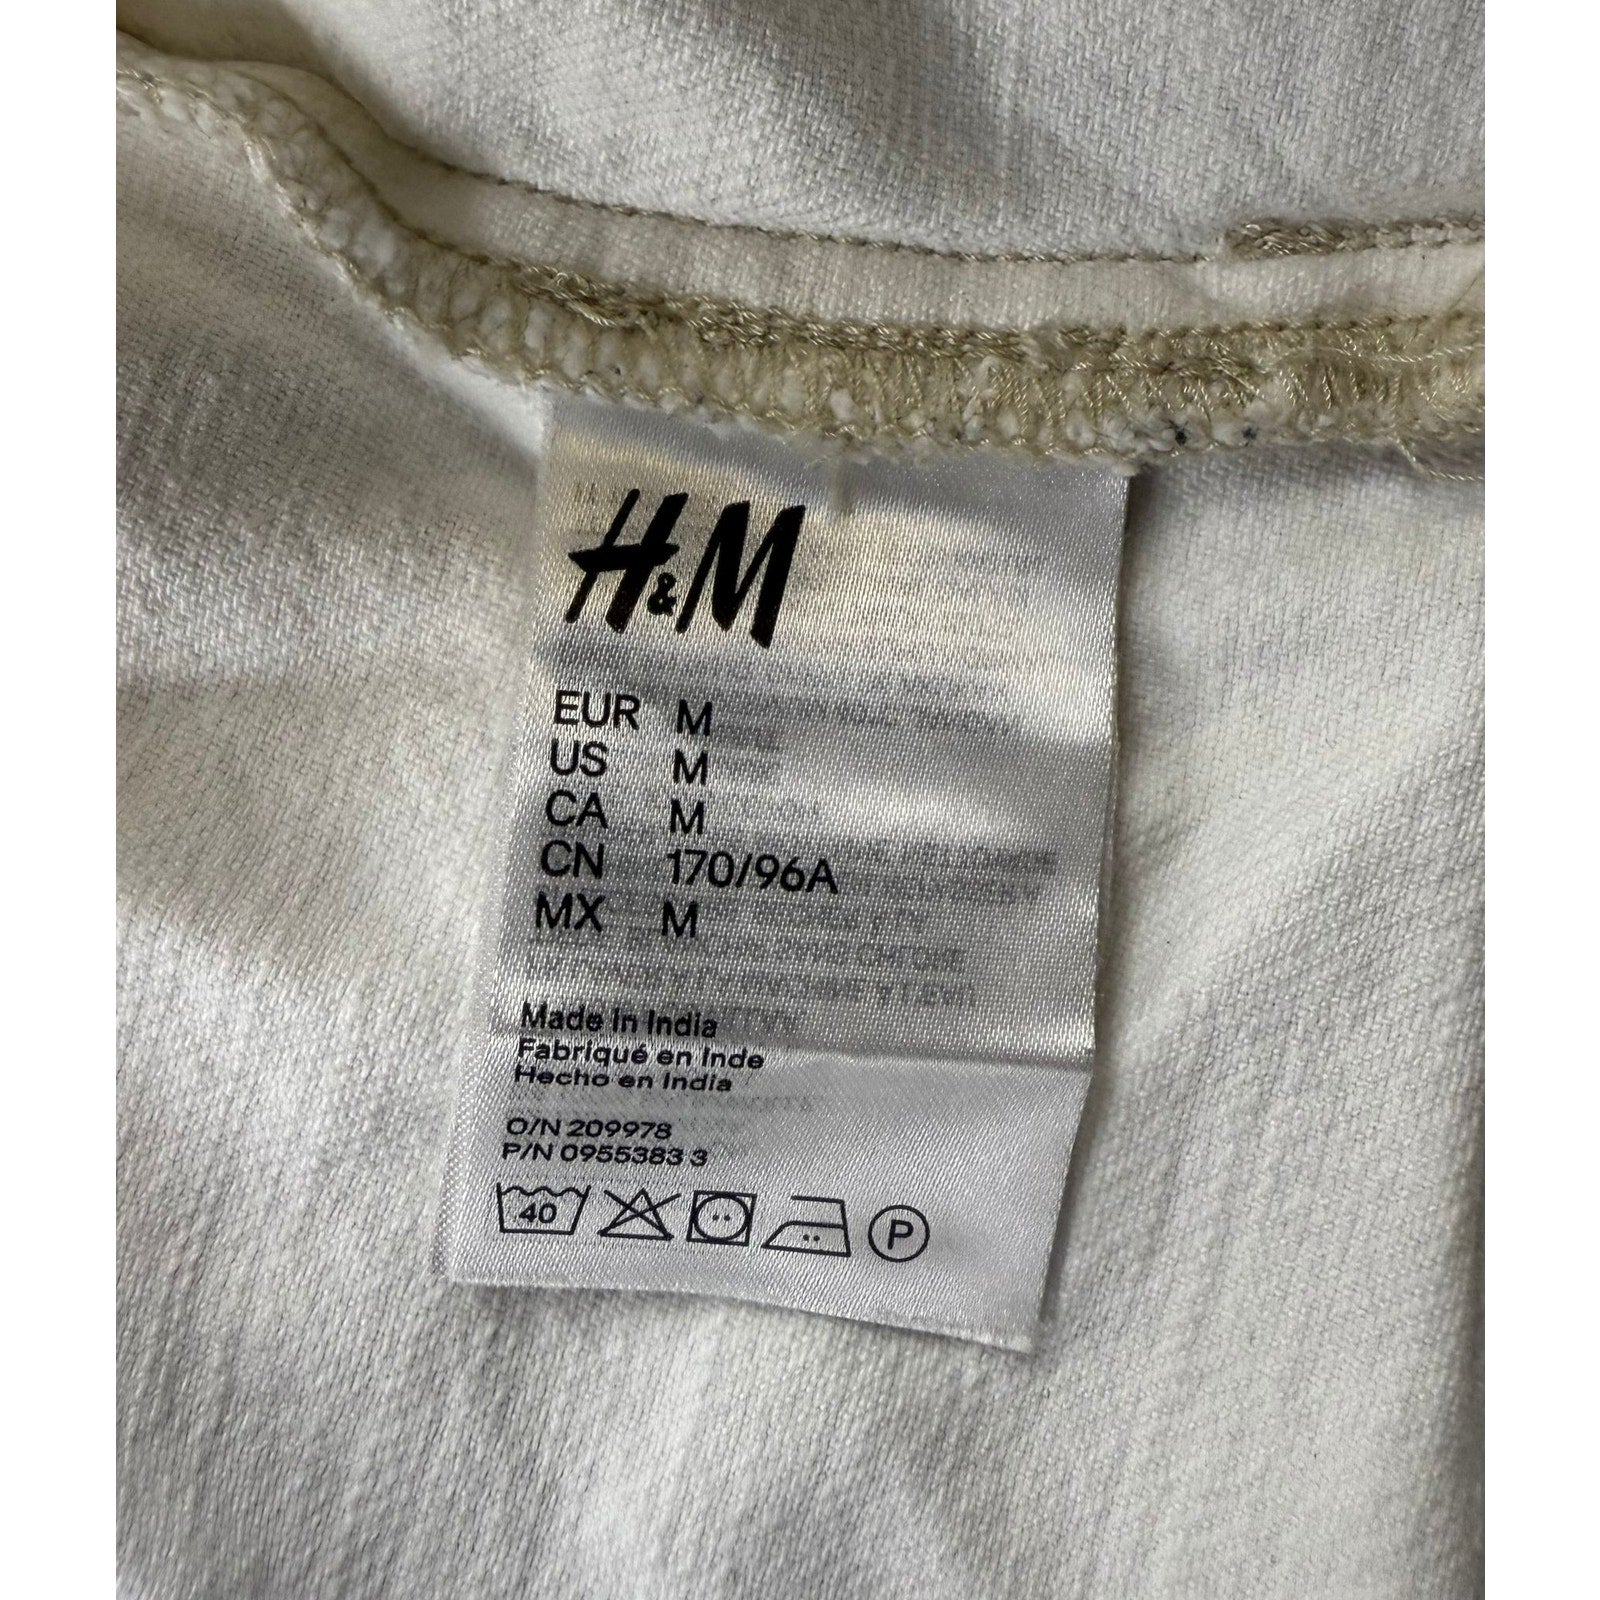 H&M
EUR M
US M
CA M
CN 170/96A
MX M
Made in India
Fabriqué en Inde
Hecho en India
O/N 209978
P/N 0955383 3
40
P